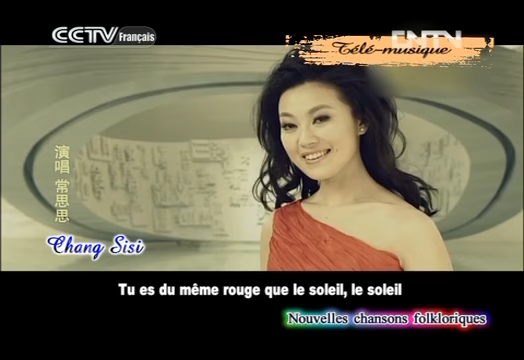 CCTV Français
CNTV
Télé-musique
演唱 常思思
Chang Sisi
Tu es du même rouge que le soleil, le soleil
Nouvelles chansons folkloriques